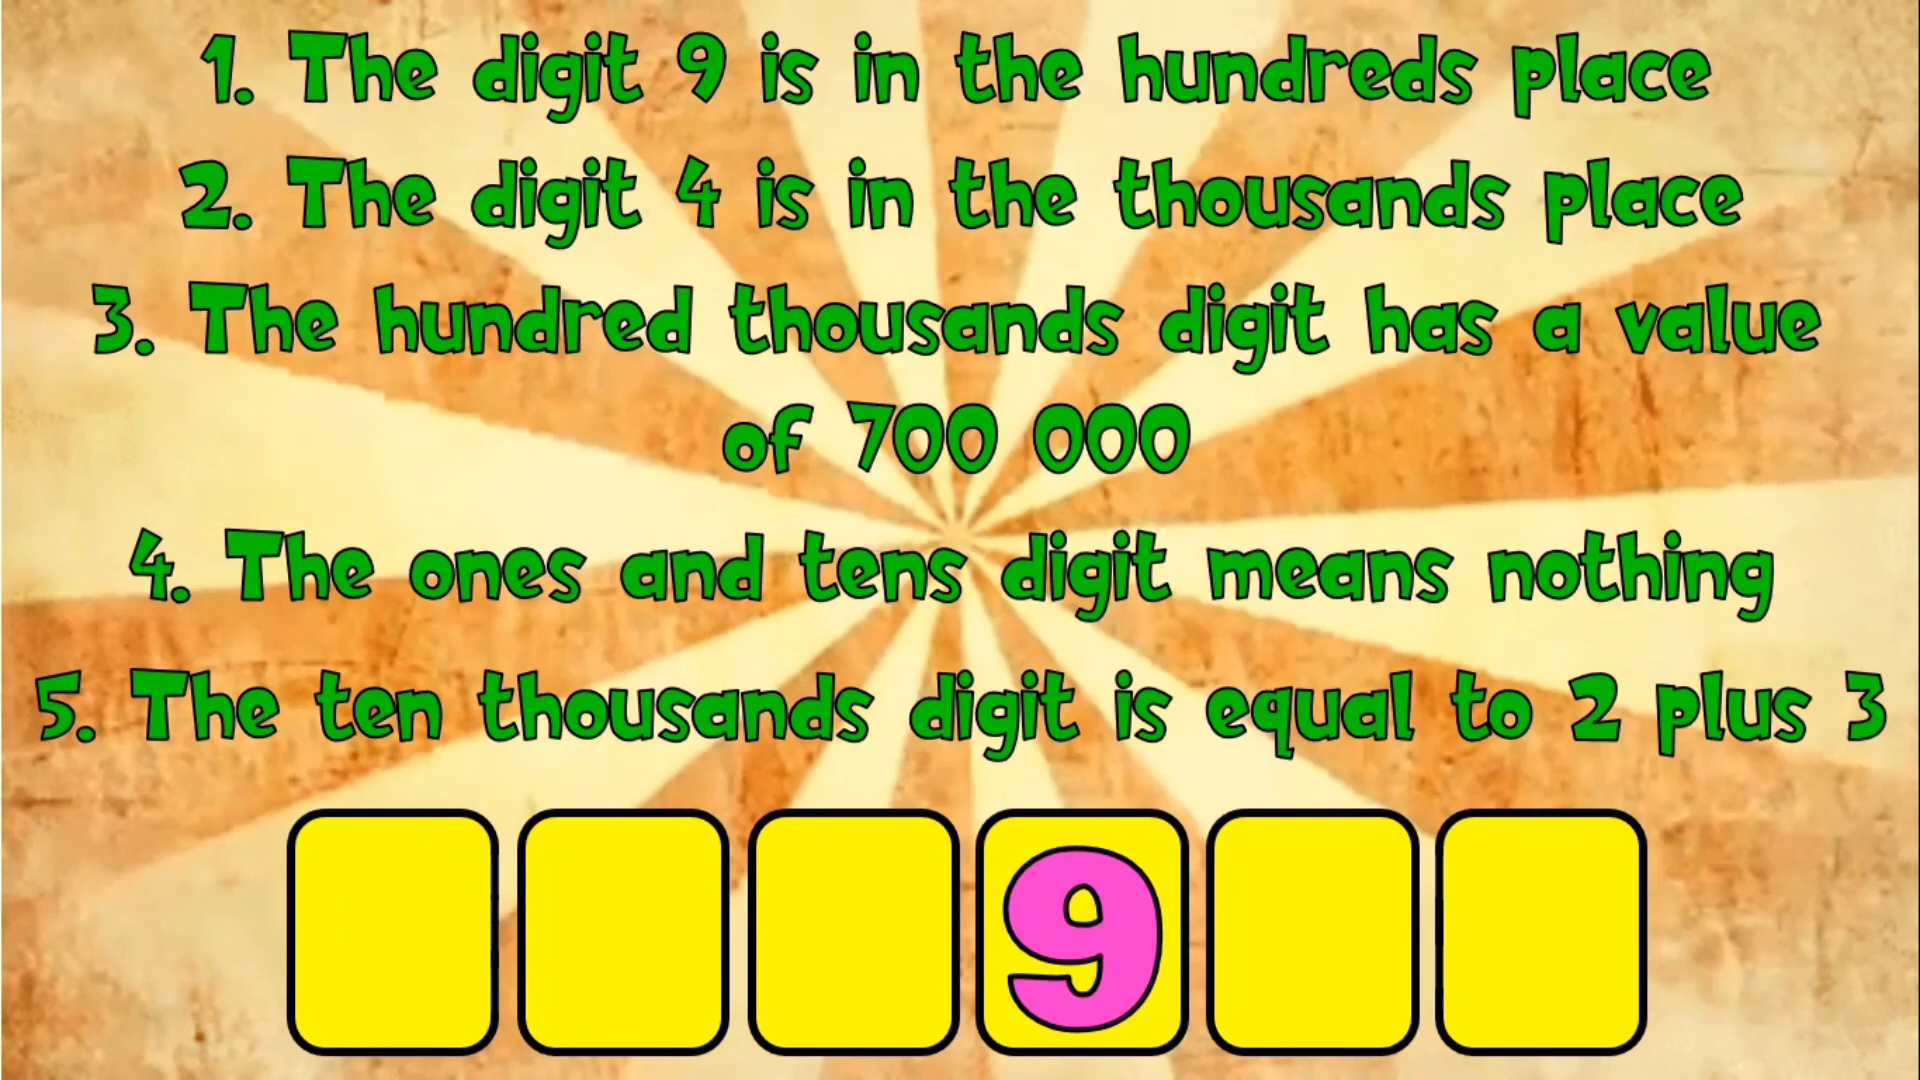 1. The digit 9 is in the hundreds place
2. The digit 4 is in the thousands place
3. The hundred thousands digit has a value
of 700 000
4. The ones and tens digit means nothing
5. The ten thousands digit is equal to 2 plus 3
9